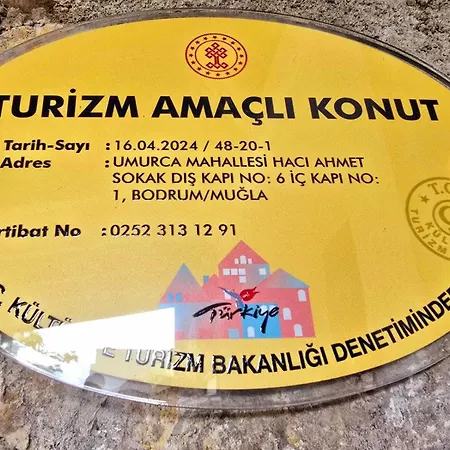 TURİZM AMAÇLI KONUT
Tarih-Sayı : 16.04.2024 / 48-20-1
Adres : UMURCA MAHALLESİ HACI AHMET
SOKAK DIŞ KAPI NO: 6 İÇ KAPI NO:
1, BODRUM/MUĞLA
rtibat No : 0252 313 12 91
Türkiye
TURİZM BAKANLIĞI DENETİMİNDE
T.C.